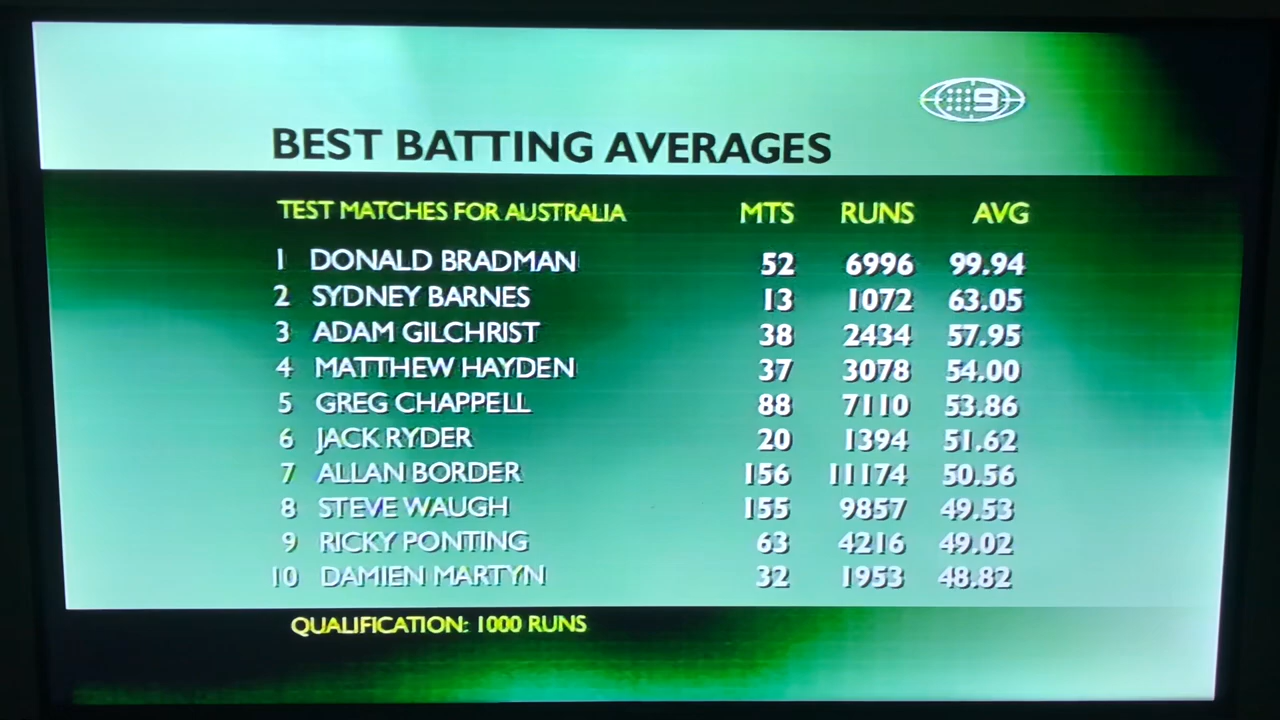 9
BEST BATTING AVERAGES
TEST MATCHES FOR AUSTRALIA MTS RUNS AVG
1 DONALD BRADMAN 52 6996 99.94
2 SYDNEY BARNES 13 1072 63.05
3 ADAM GILCHRIST 38 2434 57.95
4 MATTHEW HAYDEN 37 3078 54.00
5 GREG CHAPPELL 88 7110 53.86
6 JACK RYDER 20 1394 51.62
7 ALLAN BORDER 156 11174 50.56
8 STEVE WAUGH 155 9857 49.53
9 RICKY PONTING 63 4216 49.02
10 DAMIEN MARTYN 32 1953 48.82
QUALIFICATION: 1000 RUNS